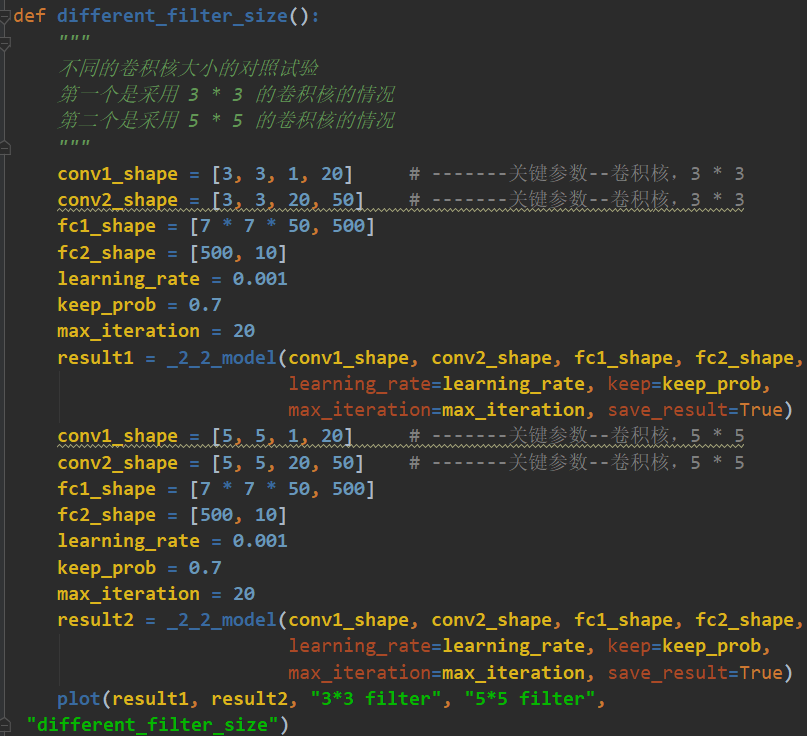 def different_filter_size():
"""
不同的卷积核大小的对照试验
第一个是采用 3 * 3 的卷积核的情况
第二个是采用 5 * 5 的卷积核的情况
"""
conv1_shape = [3, 3, 1, 20] # -------关键参数--卷积核，3 * 3
conv2_shape = [3, 3, 20, 50] # -------关键参数--卷积核，3 * 3
fc1_shape = [7 * 7 * 50, 500]
fc2_shape = [500, 10]
learning_rate = 0.001
keep_prob = 0.7
max_iteration = 20
result1 = _2_2_model(conv1_shape, conv2_shape, fc1_shape, fc2_shape,
learning_rate=learning_rate, keep=keep_prob,
max_iteration=max_iteration, save_result=True)
conv1_shape = [5, 5, 1, 20] # -------关键参数--卷积核，5 * 5
conv2_shape = [5, 5, 20, 50] # -------关键参数--卷积核，5 * 5
fc1_shape = [7 * 7 * 50, 500]
fc2_shape = [500, 10]
learning_rate = 0.001
keep_prob = 0.7
max_iteration = 20
result2 = _2_2_model(conv1_shape, conv2_shape, fc1_shape, fc2_shape,
learning_rate=learning_rate, keep=keep_prob,
max_iteration=max_iteration, save_result=True)
plot(result1, result2, "3*3 filter", "5*5 filter",
"different_filter_size")